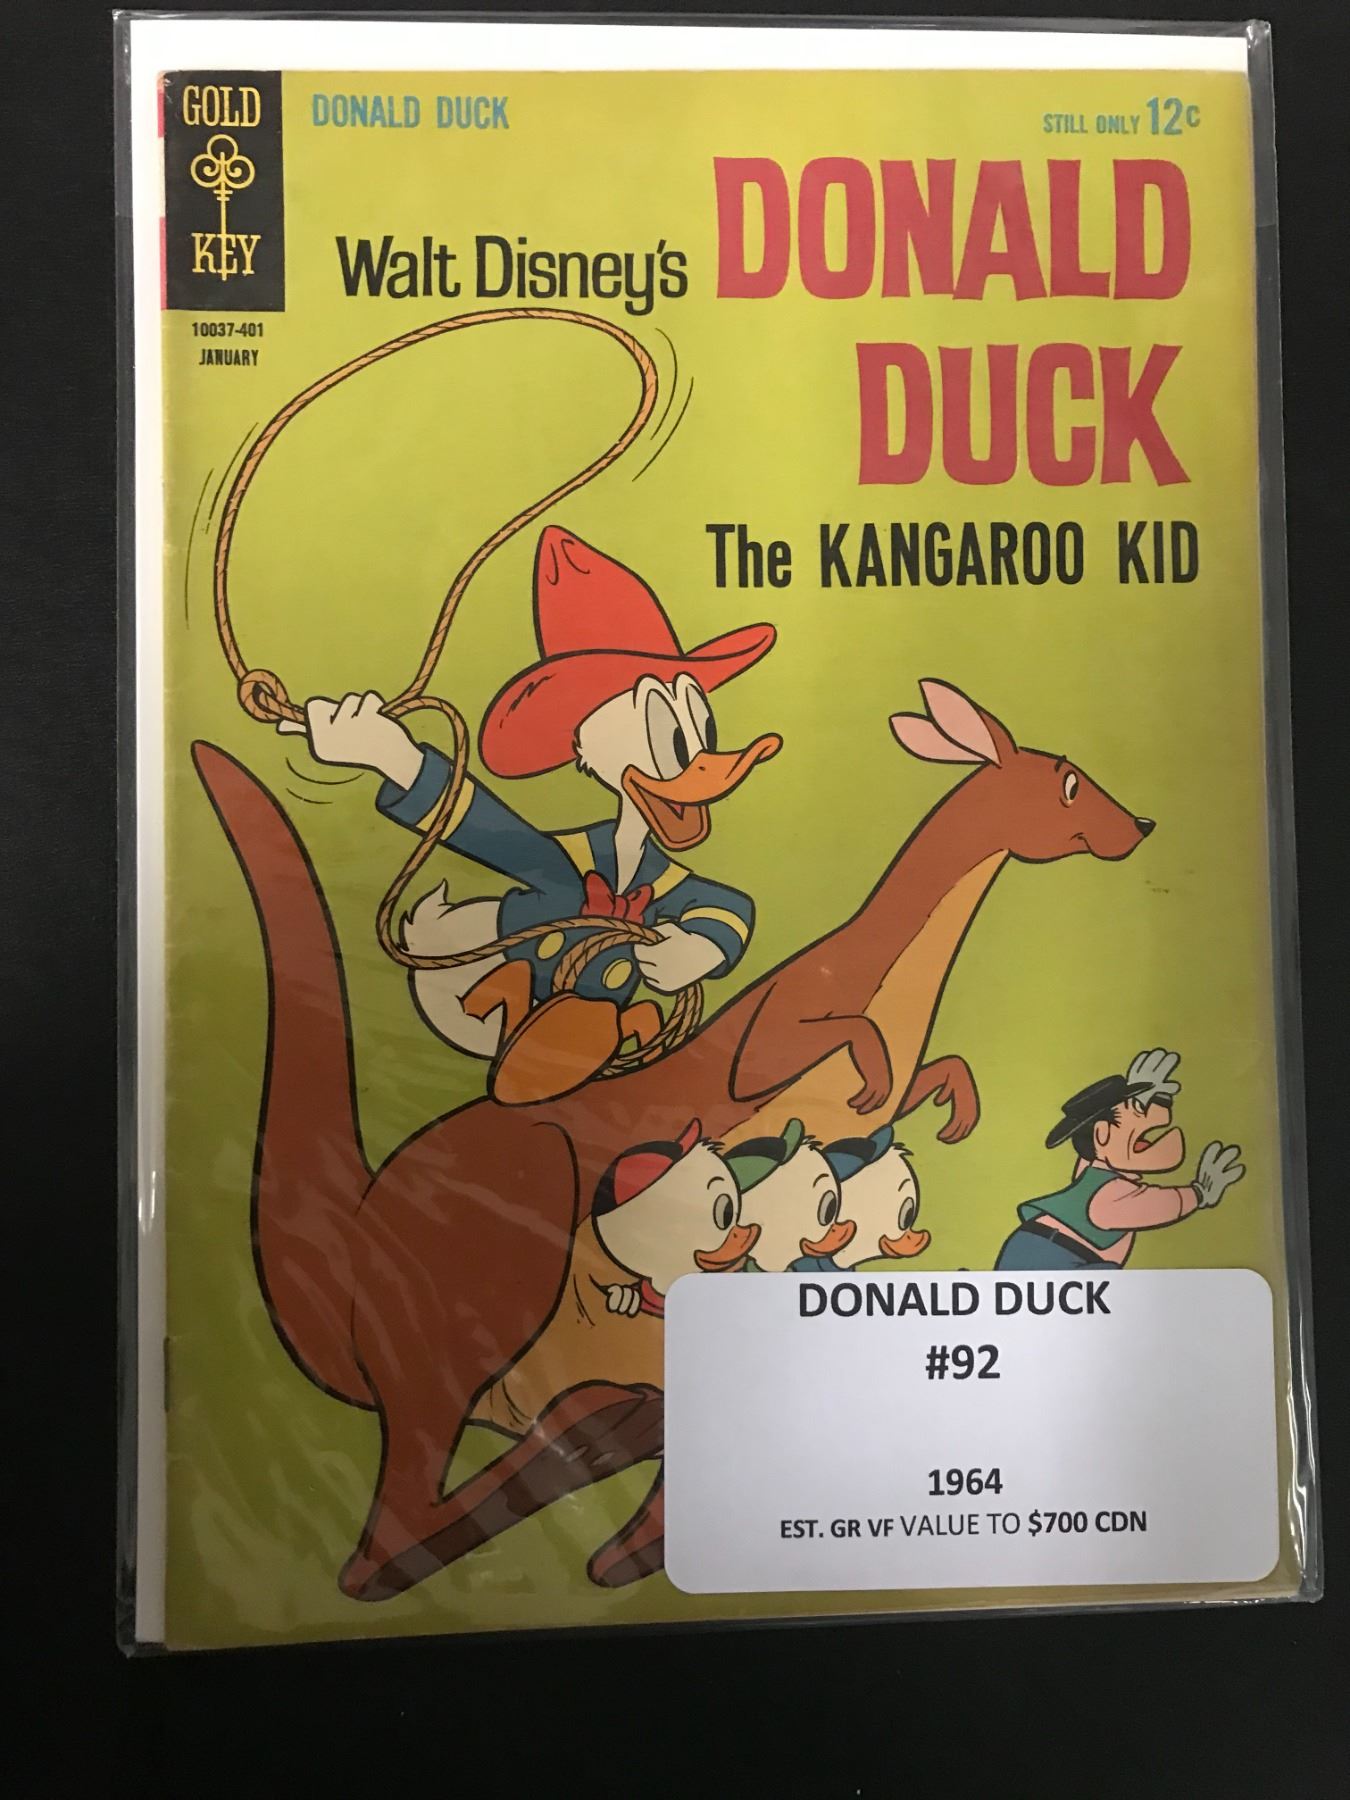 GOLD
KEY
10037-401
JANUARY
DONALD DUCK
STILL ONLY 12c
Walt Disney's DONALD
DUCK
The KANGAROO KID
DONALD DUCK
#92
1964
EST. GR VF VALUE TO $700 CDN